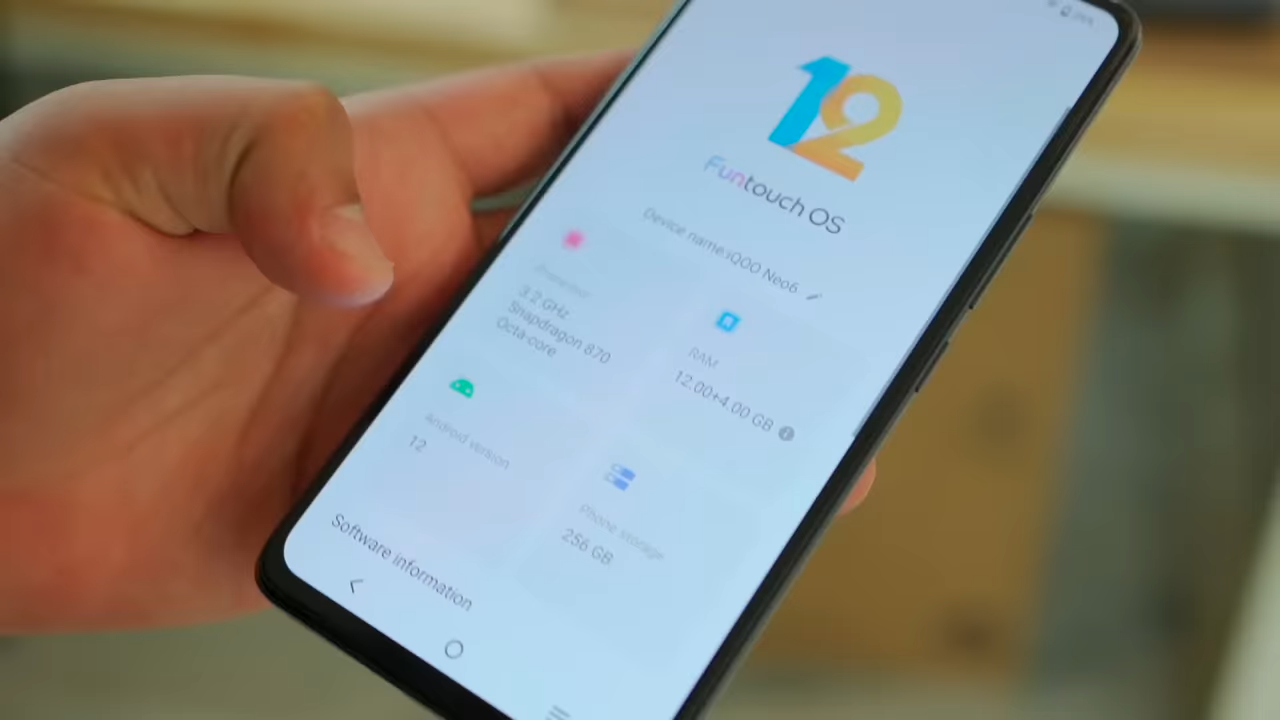 12
Funtouch OS
Device name:iQOO Neo6
Processor
3.2 GHz
Snapdragon 870
Octa-core
RAM
12.00+4.00 GB
Android version
12
Phone storage
256 GB
Software information